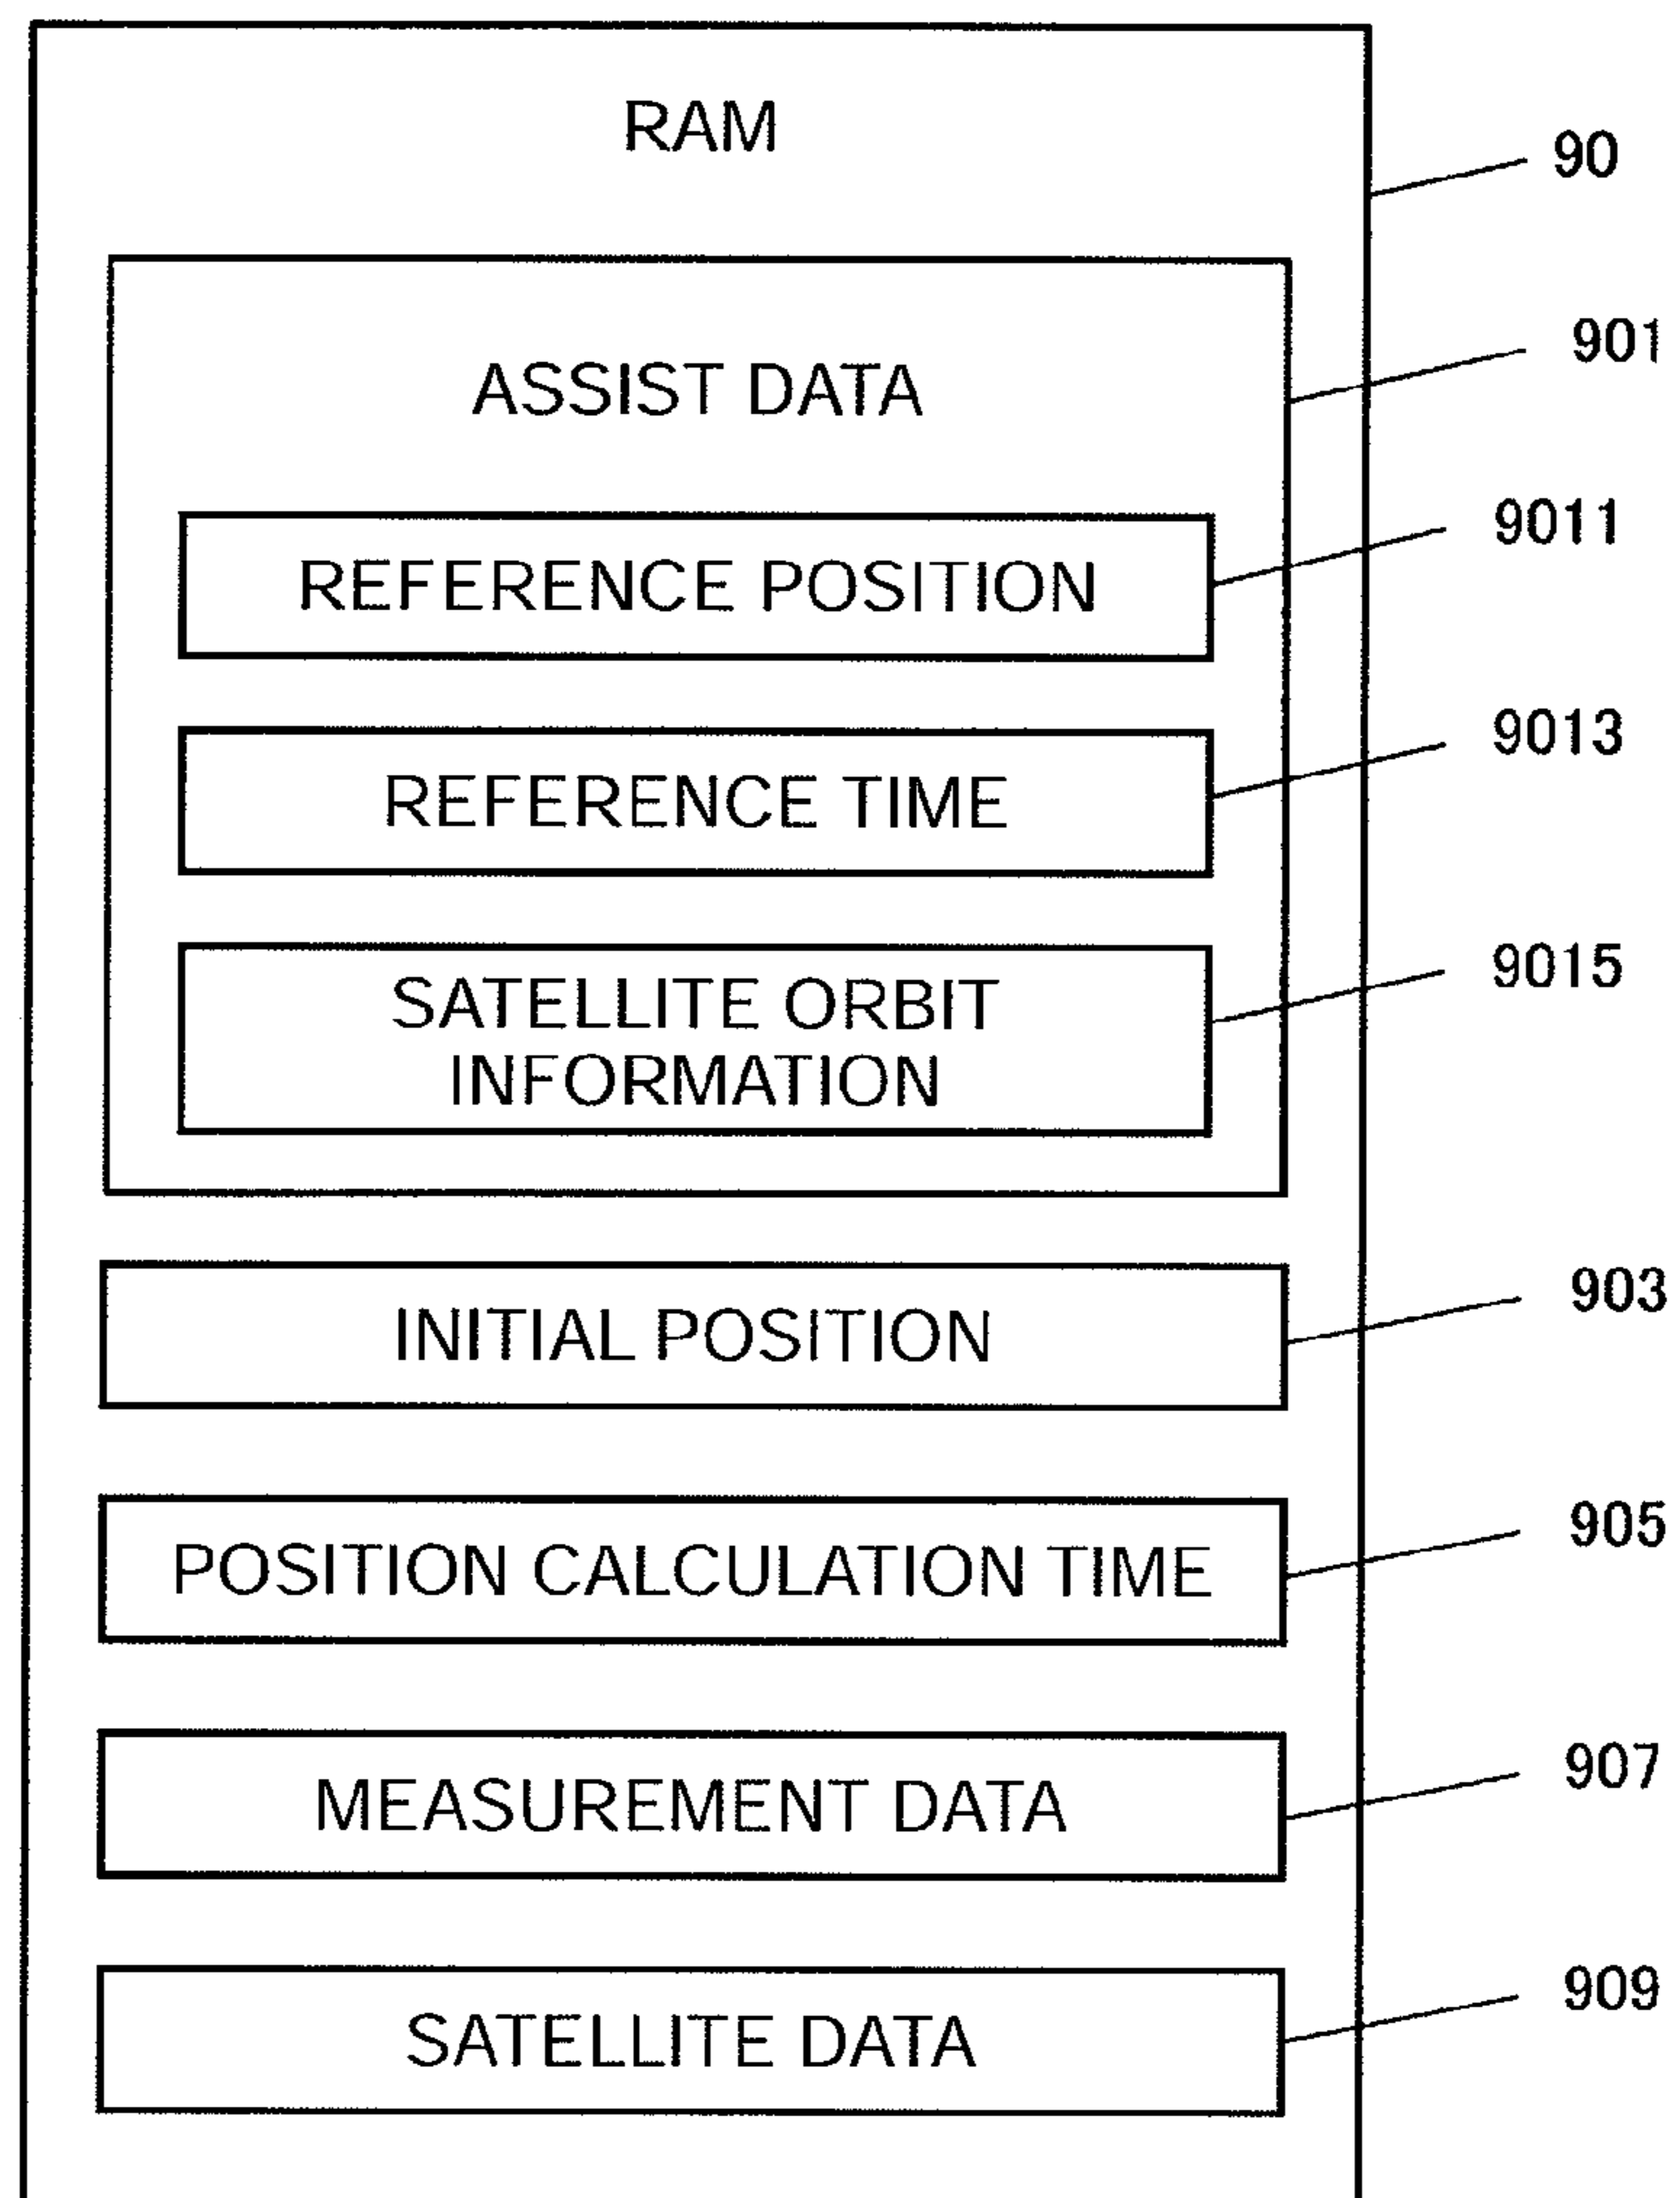 RAM
90
ASSIST DATA
901
REFERENCE POSITION
9011
REFERENCE TIME
9013
SATELLITE ORBIT
INFORMATION
9015
INITIAL POSITION
903
POSITION CALCULATION TIME
905
MEASUREMENT DATA
907
SATELLITE DATA
909